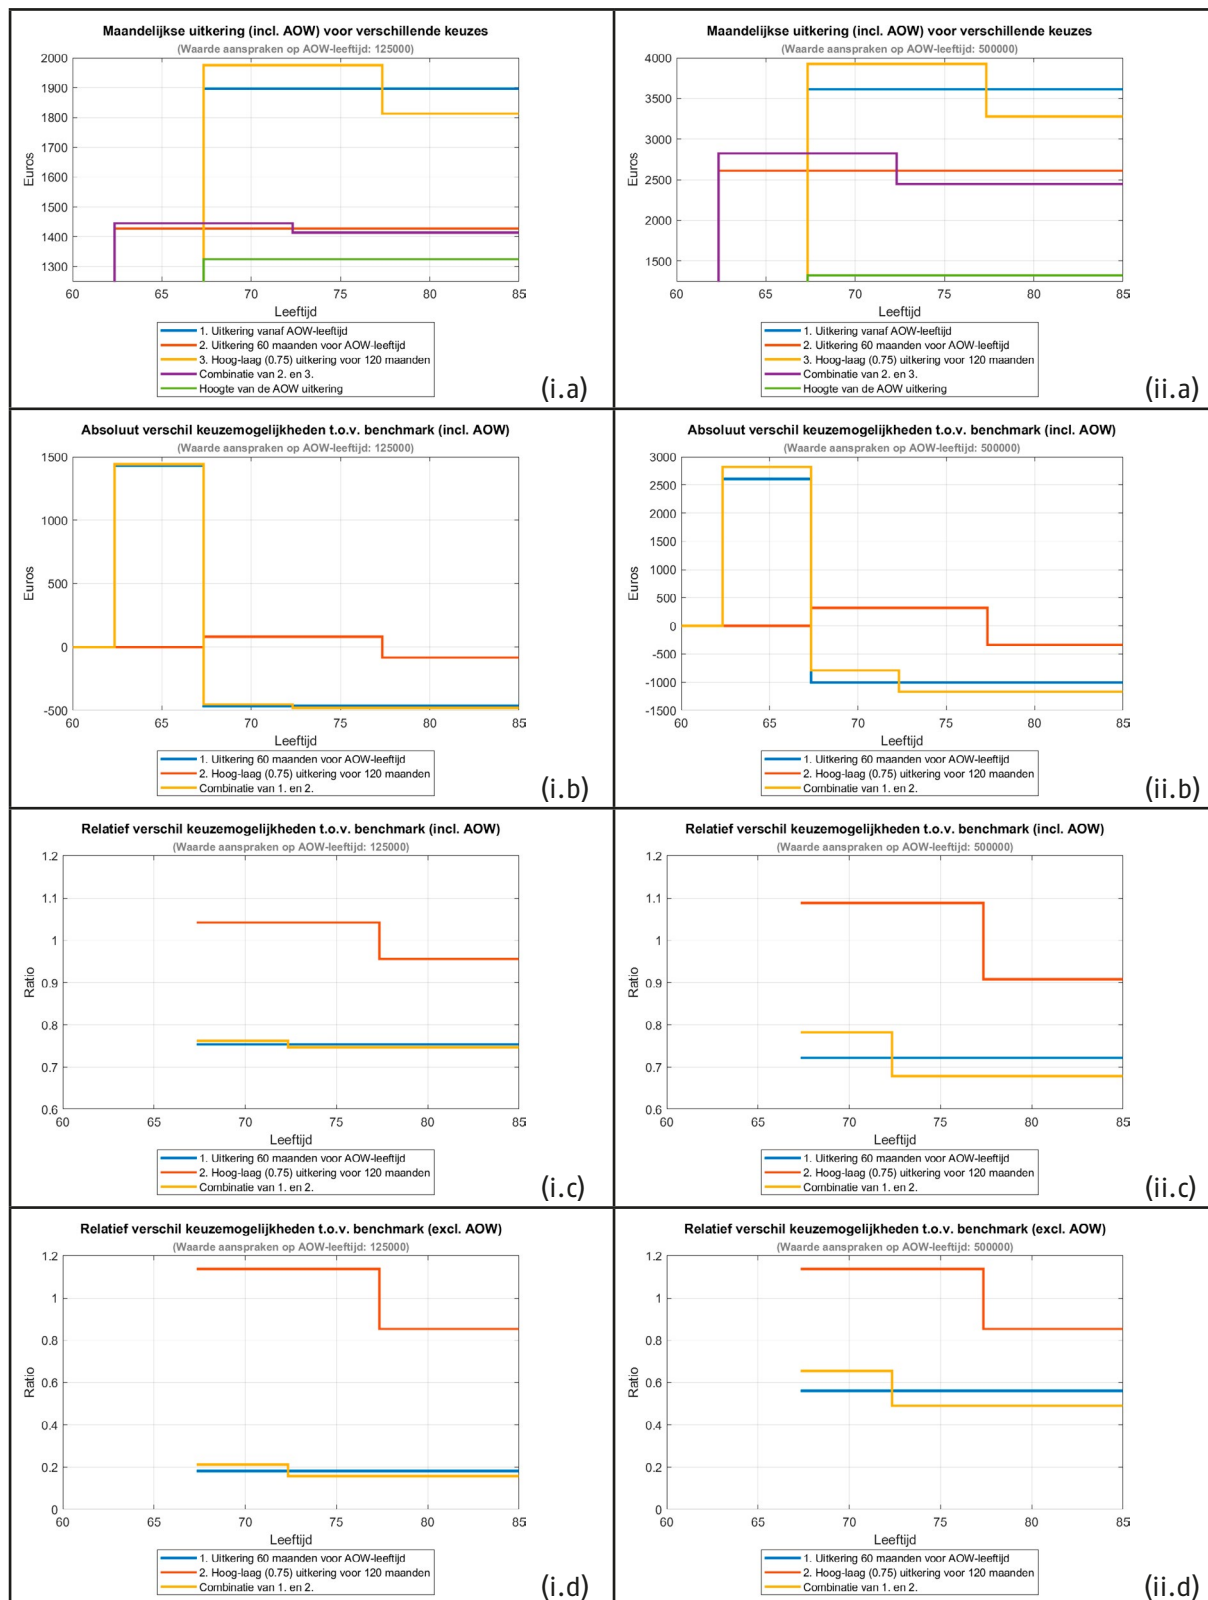 Maandelijkse uitkering (incl. AOW) voor verschillende keuzes
(Waarde aanspraken op AOW-leeftijd: 125000)
2000
1900
1800
1700
1600
1500
1400
1300
Euros
60 65 70 75 80 85
Leeftijd
1. Uitkering vanaf AOW-leeftijd
2. Uitkering 60 maanden voor AOW-leeftijd
3. Hoog-laag (0.75) uitkering voor 120 maanden
Combinatie van 2. en 3.
Hoogte van de AOW uitkering
(i.a)
Maandelijkse uitkering (incl. AOW) voor verschillende keuzes
(Waarde aanspraken op AOW-leeftijd: 500000)
4000
3500
3000
2500
2000
1500
Euros
60 65 70 75 80 85
Leeftijd
1. Uitkering vanaf AOW-leeftijd
2. Uitkering 60 maanden voor AOW-leeftijd
3. Hoog-laag (0.75) uitkering voor 120 maanden
Combinatie van 2. en 3.
Hoogte van de AOW uitkering
(ii.a)
Absoluut verschil keuzemogelijkheden t.o.v. benchmark (incl. AOW)
(Waarde aanspraken op AOW-leeftijd: 125000)
1500
1000
500
0
-500
Euros
60 65 70 75 80 85
Leeftijd
1. Uitkering 60 maanden voor AOW-leeftijd
2. Hoog-laag (0.75) uitkering voor 120 maanden
Combinatie van 1. en 2.
(i.b)
Absoluut verschil keuzemogelijkheden t.o.v. benchmark (incl. AOW)
(Waarde aanspraken op AOW-leeftijd: 500000)
3000
2500
2000
1500
1000
500
0
-500
-1000
-1500
Euros
60 65 70 75 80 85
Leeftijd
1. Uitkering 60 maanden voor AOW-leeftijd
2. Hoog-laag (0.75) uitkering voor 120 maanden
Combinatie van 1. en 2.
(ii.b)
Relatief verschil keuzemogelijkheden t.o.v. benchmark (incl. AOW)
(Waarde aanspraken op AOW-leeftijd: 125000)
1.2
1.1
1
0.9
0.8
0.7
0.6
Ratio
60 65 70 75 80 85
Leeftijd
1. Uitkering 60 maanden voor AOW-leeftijd
2. Hoog-laag (0.75) uitkering voor 120 maanden
Combinatie van 1. en 2.
(i.c)
Relatief verschil keuzemogelijkheden t.o.v. benchmark (incl. AOW)
(Waarde aanspraken op AOW-leeftijd: 500000)
1.2
1.1
1
0.9
0.8
0.7
0.6
Ratio
60 65 70 75 80 85
Leeftijd
1. Uitkering 60 maanden voor AOW-leeftijd
2. Hoog-laag (0.75) uitkering voor 120 maanden
Combinatie van 1. en 2.
(ii.c)
Relatief verschil keuzemogelijkheden t.o.v. benchmark (excl. AOW)
(Waarde aanspraken op AOW-leeftijd: 125000)
1.2
1
0.8
0.6
0.4
0.2
0
Ratio
60 65 70 75 80 85
Leeftijd
1. Uitkering 60 maanden voor AOW-leeftijd
2. Hoog-laag (0.75) uitkering voor 120 maanden
Combinatie van 1. en 2.
(i.d)
Relatief verschil keuzemogelijkheden t.o.v. benchmark (excl. AOW)
(Waarde aanspraken op AOW-leeftijd: 500000)
1.2
1
0.8
0.6
0.4
0.2
0
Ratio
60 65 70 75 80 85
Leeftijd
1. Uitkering 60 maanden voor AOW-leeftijd
2. Hoog-laag (0.75) uitkering voor 120 maanden
Combinatie van 1. en 2.
(ii.d)